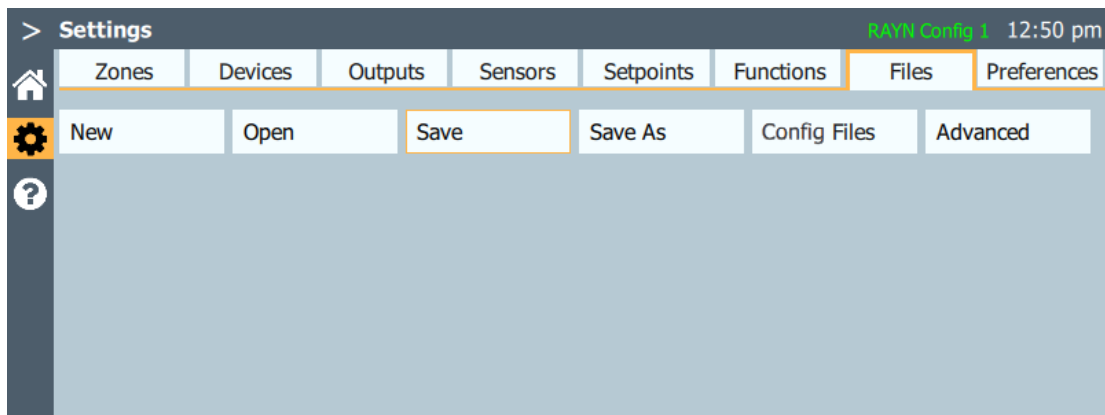 > Settings RAYN Config 1 12:50 pm
Zones Devices Outputs Sensors Setpoints Functions Files Preferences
New Open Save Save As Config Files Advanced
?